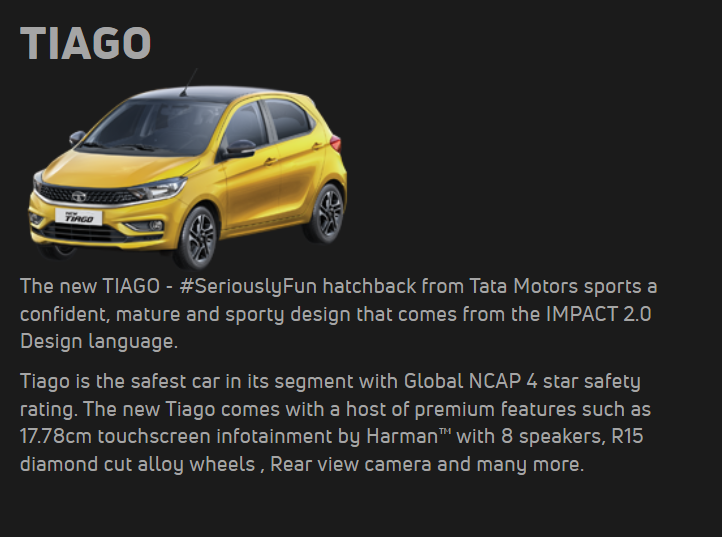 TIAGO
NEW
TIAGO
The new TIAGO - #SeriouslyFun hatchback from Tata Motors sports a
confident, mature and sporty design that comes from the IMPACT 2.0
Design language.
Tiago is the safest car in its segment with Global NCAP 4 star safety
rating. The new Tiago comes with a host of premium features such as
17.78cm touchscreen infotainment by Harman™ with 8 speakers, R15
diamond cut alloy wheels , Rear view camera and many more.